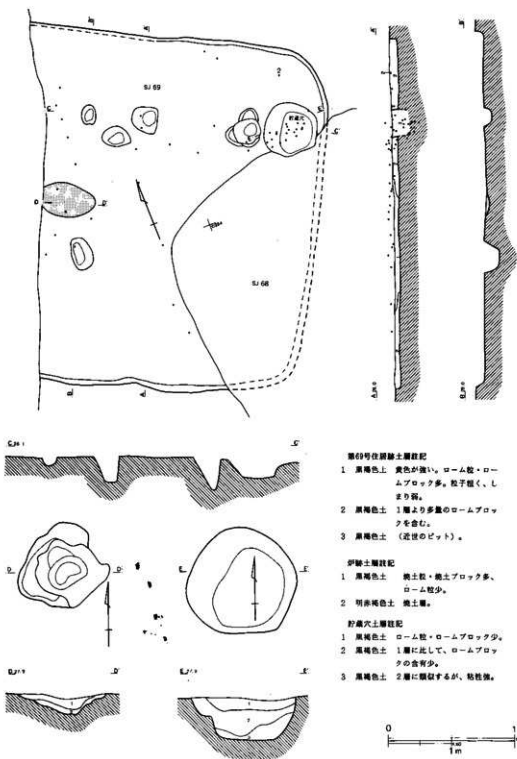 SJ 69
貯蔵穴
C
C'
E'
D
D'
SJ 68
D
A
C
C'
第69号住居跡土層註記
1 黒褐色土 黄色が強い。ローム粒・ロー
ムブロック多。粒子粗く、し
まり弱。
2 黒褐色土 1層より多量のロームブロッ
クを含む。
3 黒褐色土 (近世のピット)。
D
D'
E
E'
炉跡土層註記
1 黒褐色土 焼土粒・焼土ブロック多、
ローム粒少。
2 明赤褐色土 焼土層。
貯蔵穴土層註記
1 黒褐色土 ローム粒・ロームブロック少。
2 黒褐色土 1層に比して、ロームブロッ
クの含有少。
3 黒褐色土 2層に類似するが、粘性強。
D
D'
E
E'
0
1
1m